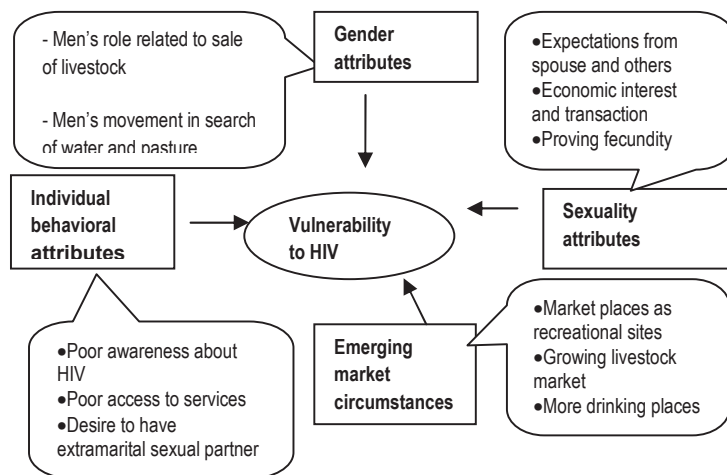 - Men's role related to sale
of livestock
- Men's movement in search
of water and pasture
Gender
attributes
●Expectations from
spouse and others
●Economic interest
and transaction
●Proving fecundity
Individual
behavioral
attributes
Vulnerability
to HIV
Sexuality
attributes
●Poor awareness about
HIV
●Poor access to services
●Desire to have
extramarital sexual partner
Emerging
market
circumstances
●Market places as
recreational sites
●Growing livestock
market
●More drinking places